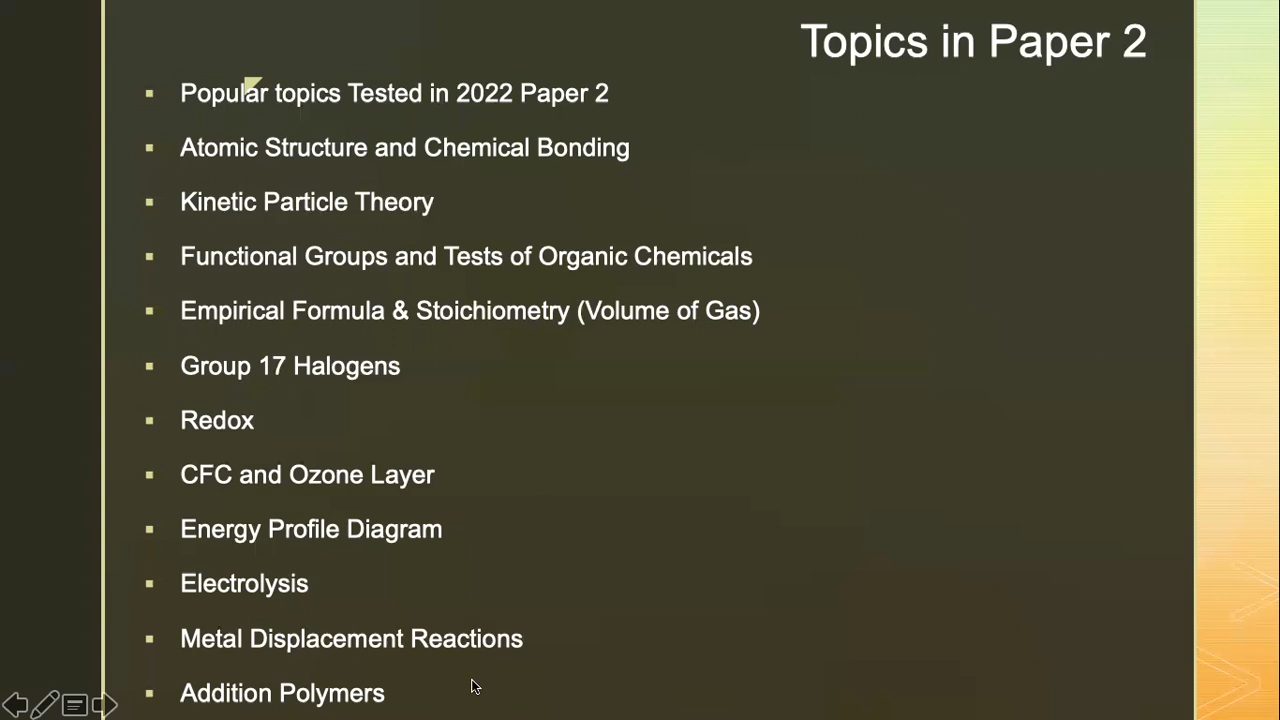 Topics in Paper 2
Popular topics Tested in 2022 Paper 2
Atomic Structure and Chemical Bonding
Kinetic Particle Theory
Functional Groups and Tests of Organic Chemicals
Empirical Formula & Stoichiometry (Volume of Gas)
Group 17 Halogens
Redox
CFC and Ozone Layer
Energy Profile Diagram
Electrolysis
Metal Displacement Reactions
Addition Polymers